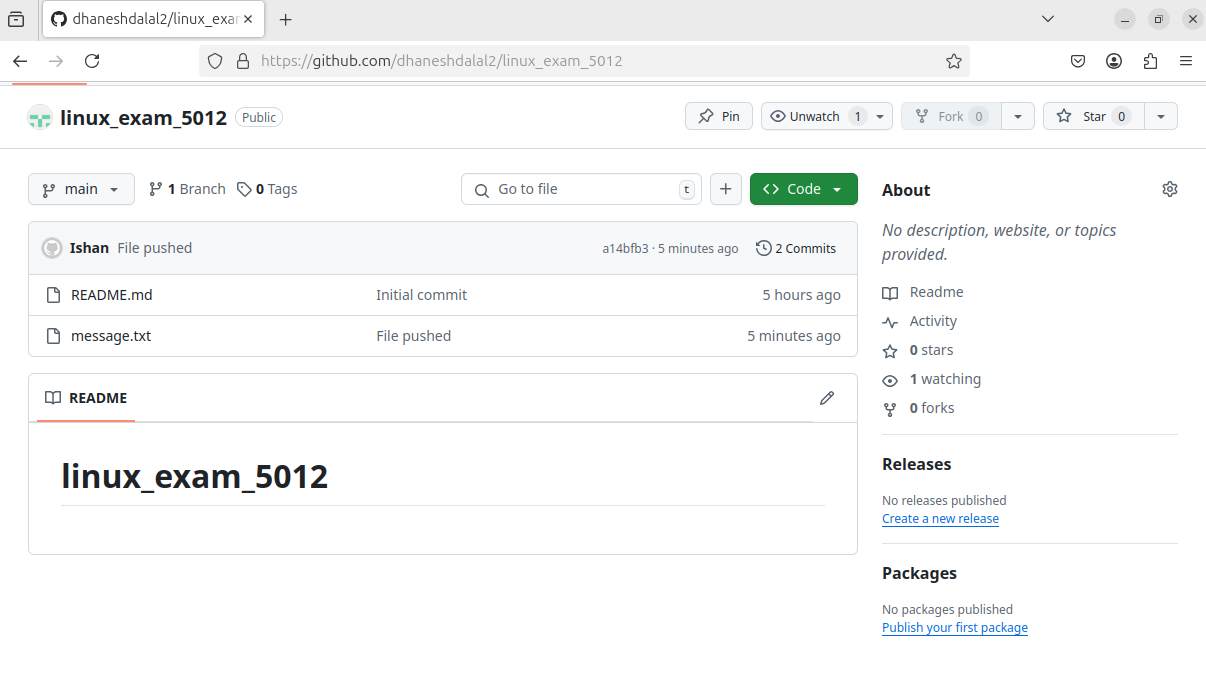 dhaneshdalal2/linux_exar
https://github.com/dhaneshdalal2/linux_exam_5012
linux_exam_5012 Public
Pin
Unwatch 1
Fork 0
Star 0
main
1 Branch
0 Tags
Go to file t
Code
About
No description, website, or topics
provided.
Ishan File pushed a14bfb3 · 5 minutes ago 2 Commits
README.md Initial commit 5 hours ago
message.txt File pushed 5 minutes ago
README
linux_exam_5012
Readme
Activity
0 stars
1 watching
0 forks
Releases
No releases published
Create a new release
Packages
No packages published
Publish your first package